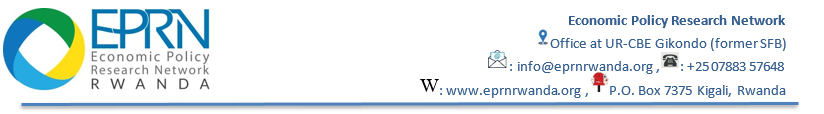 EPRN
Economic Policy
Research Network
RWANDA
Economic Policy Research Network
Office at UR-CBE Gikondo (former SFB)
: info@eprnrwanda.org , : +25 07883 57648
W: www.eprnrwanda.org , P.O. Box 7375 Kigali, Rwanda